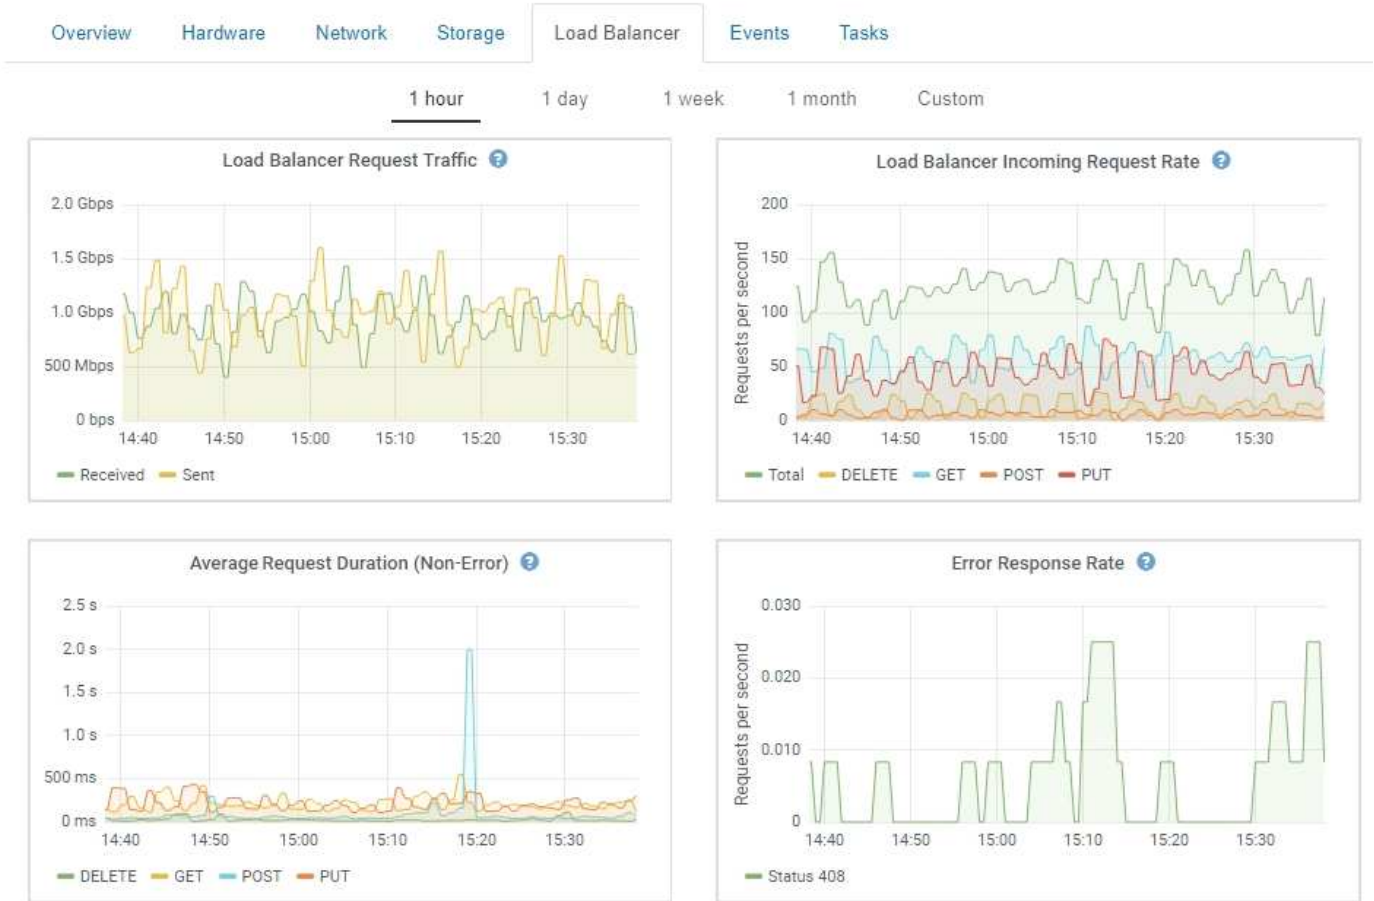 Overview Hardware Network Storage Load Balancer Events Tasks
1 hour 1 day 1 week 1 month Custom
Load Balancer Request Traffic ?
2.0 Gbps
1.5 Gbps
1.0 Gbps
500 Mbps
0 bps
14:40 14:50 15:00 15:10 15:20 15:30
Received Sent
Load Balancer Incoming Request Rate ?
Requests per second
200
150
100
50
0
14:40 14:50 15:00 15:10 15:20 15:30
Total DELETE GET POST PUT
Average Request Duration (Non-Error) ?
2.5 s
2.0 s
1.5 s
1.0 s
500 ms
0 ms
14:40 14:50 15:00 15:10 15:20 15:30
DELETE GET POST PUT
Error Response Rate ?
Requests per second
0.030
0.020
0.010
0
14:40 14:50 15:00 15:10 15:20 15:30
Status 408